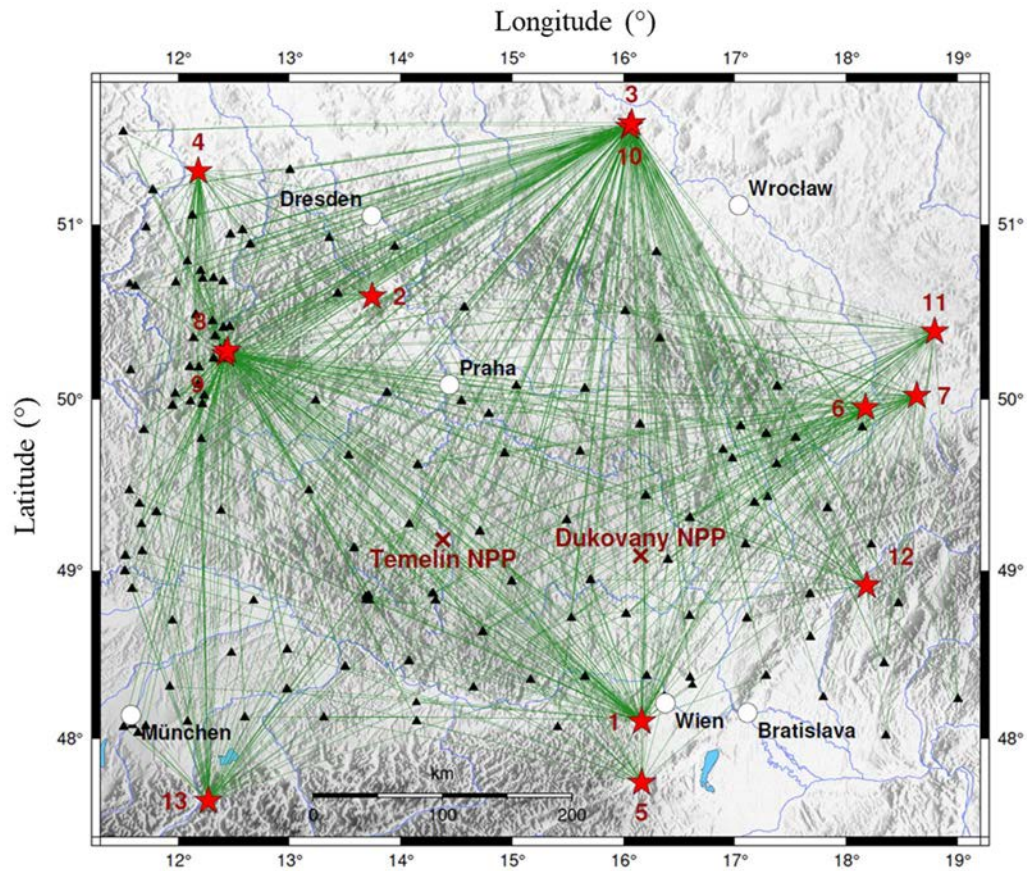 Longitude (°)
12° 13° 14° 15° 16° 17° 18° 19°
3
4
10
Wrocław
Dresden
51° 51°
2
11
8
Praha
9
50° 50°
6 7
Latitude (°)
Dukovany NPP
Temelín NPP
12
49° 49°
1 Wien
Bratislava
München
48° 48°
km
13
0 100 200
5
12° 13° 14° 15° 16° 17° 18° 19°